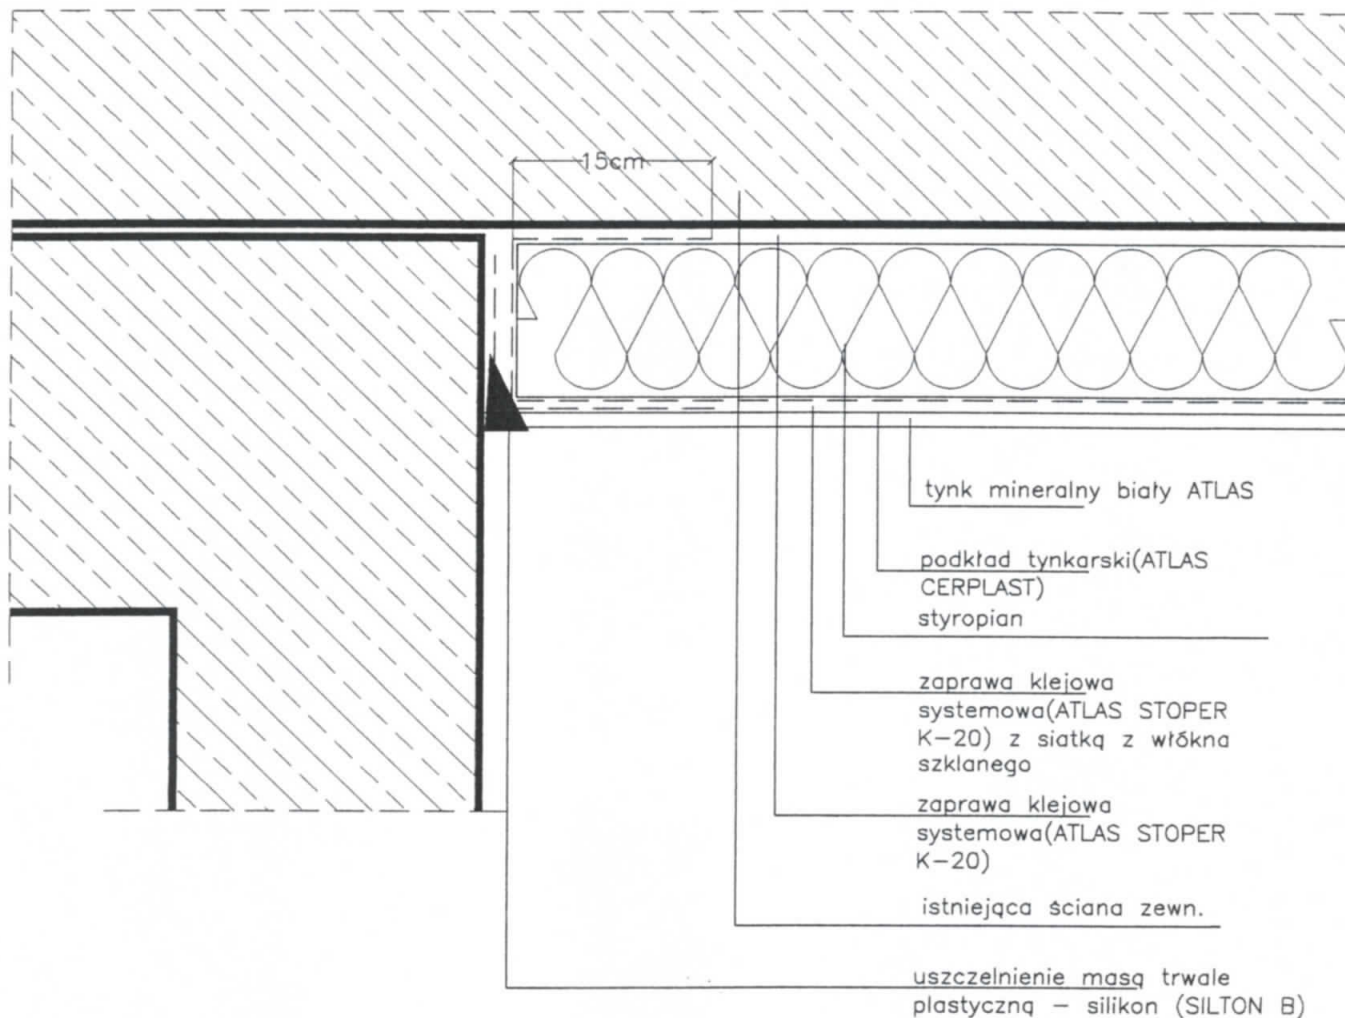 15cm
tynk mineralny biały ATLAS
podkład tynkarski(ATLAS
CERPLAST)
styropian
zaprawa klejowa
systemowa(ATLAS STOPER
K-20) z siatką z włókna
szklanego
zaprawa klejowa
systemowa(ATLAS STOPER
K-20)
istniejąca ściana zewn.
uszczelnienie masą trwale
plastyczną – silikon (SILTON B)